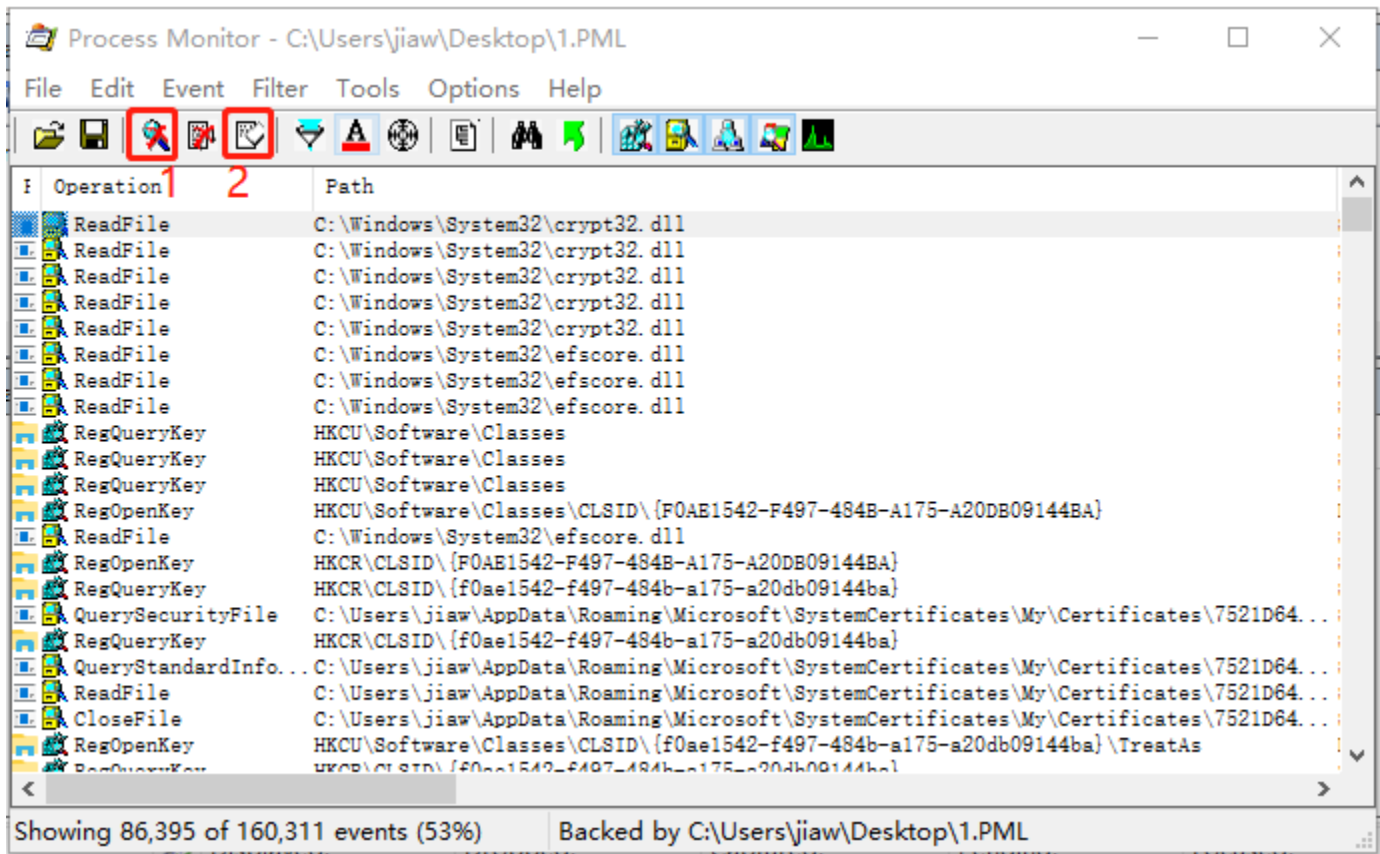 Process Monitor - C:\Users\jiaw\Desktop\1.PML
File Edit Event Filter Tools Options Help
1 2
Operation Path
ReadFile C:\Windows\System32\crypt32.dll
ReadFile C:\Windows\System32\crypt32.dll
ReadFile C:\Windows\System32\crypt32.dll
ReadFile C:\Windows\System32\crypt32.dll
ReadFile C:\Windows\System32\crypt32.dll
ReadFile C:\Windows\System32\efscore.dll
ReadFile C:\Windows\System32\efscore.dll
ReadFile C:\Windows\System32\efscore.dll
RegQueryKey HKCU\Software\Classes
RegQueryKey HKCU\Software\Classes
RegQueryKey HKCU\Software\Classes
RegOpenKey HKCU\Software\Classes\CLSID\{F0AE1542-F497-484B-A175-A20DB09144BA}
ReadFile C:\Windows\System32\efscore.dll
RegOpenKey HKCR\CLSID\{F0AE1542-F497-484B-A175-A20DB09144BA}
RegQueryKey HKCR\CLSID\{f0ae1542-f497-484b-a175-a20db09144ba}
QuerySecurityFile C:\Users\jiaw\AppData\Roaming\Microsoft\SystemCertificates\My\Certificates\7521D64...
RegQueryKey HKCR\CLSID\{f0ae1542-f497-484b-a175-a20db09144ba}
QueryStandardInfo... C:\Users\jiaw\AppData\Roaming\Microsoft\SystemCertificates\My\Certificates\7521D64...
ReadFile C:\Users\jiaw\AppData\Roaming\Microsoft\SystemCertificates\My\Certificates\7521D64...
CloseFile C:\Users\jiaw\AppData\Roaming\Microsoft\SystemCertificates\My\Certificates\7521D64...
RegOpenKey HKCU\Software\Classes\CLSID\{f0ae1542-f497-484b-a175-a20db09144ba}\TreatAs
RegQueryKey HKCR\CLSID\{f0ae1542-f497-484b-a175-a20db09144ba}
Showing 86,395 of 160,311 events (53%) Backed by C:\Users\jiaw\Desktop\1.PML